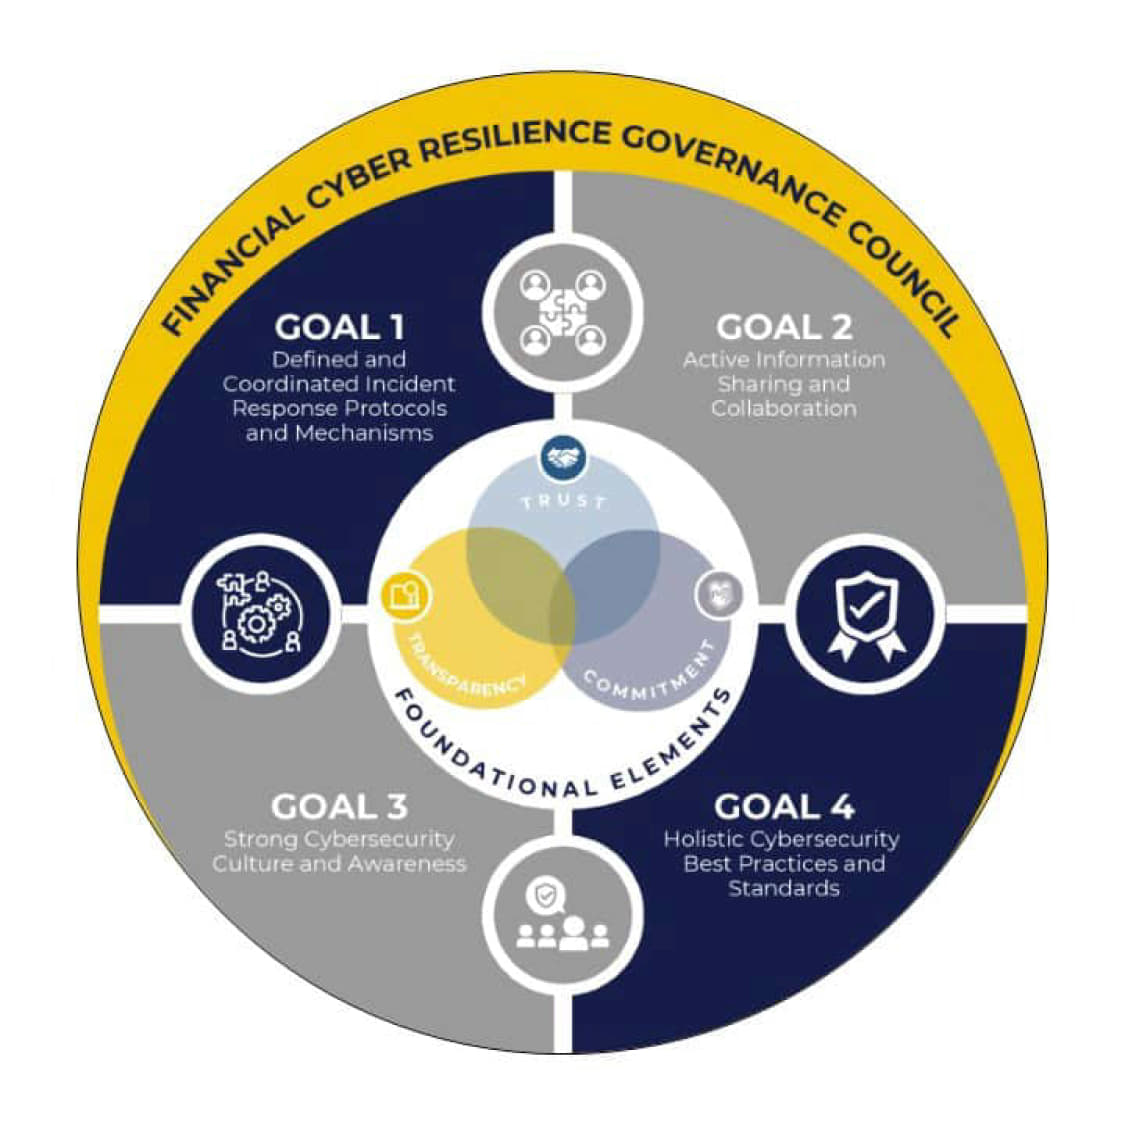 FINANCIAL CYBER RESILIENCE GOVERNANCE COUNCIL
GOAL 1
Defined and
Coordinated Incident
Response Protocols
and Mechanisms
GOAL 2
Active Information
Sharing and
Collaboration
TRUST
TRANSPARENCY
COMMITMENT
FOUNDATIONAL ELEMENTS
GOAL 3
Strong Cybersecurity
Culture and Awareness
GOAL 4
Holistic Cybersecurity
Best Practices and
Standards